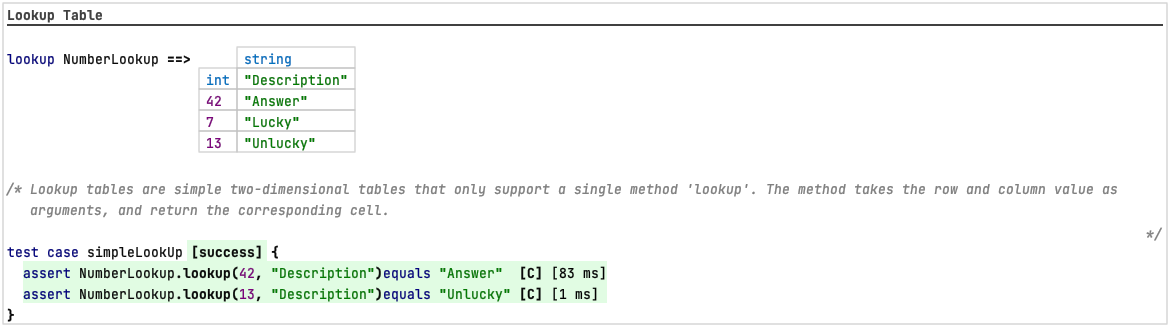 Lookup Table
lookup NumberLookup ==>
string
int "Description"
42 "Answer"
7 "Lucky"
13 "Unlucky"
/* Lookup tables are simple two-dimensional tables that only support a single method 'lookup'. The method takes the row and column value as
arguments, and return the corresponding cell.
*/
test case simpleLookUp [success] {
assert NumberLookup.lookup(42, "Description")equals "Answer" [C] [83 ms]
assert NumberLookup.lookup(13, "Description")equals "Unlucky" [C] [1 ms]
}